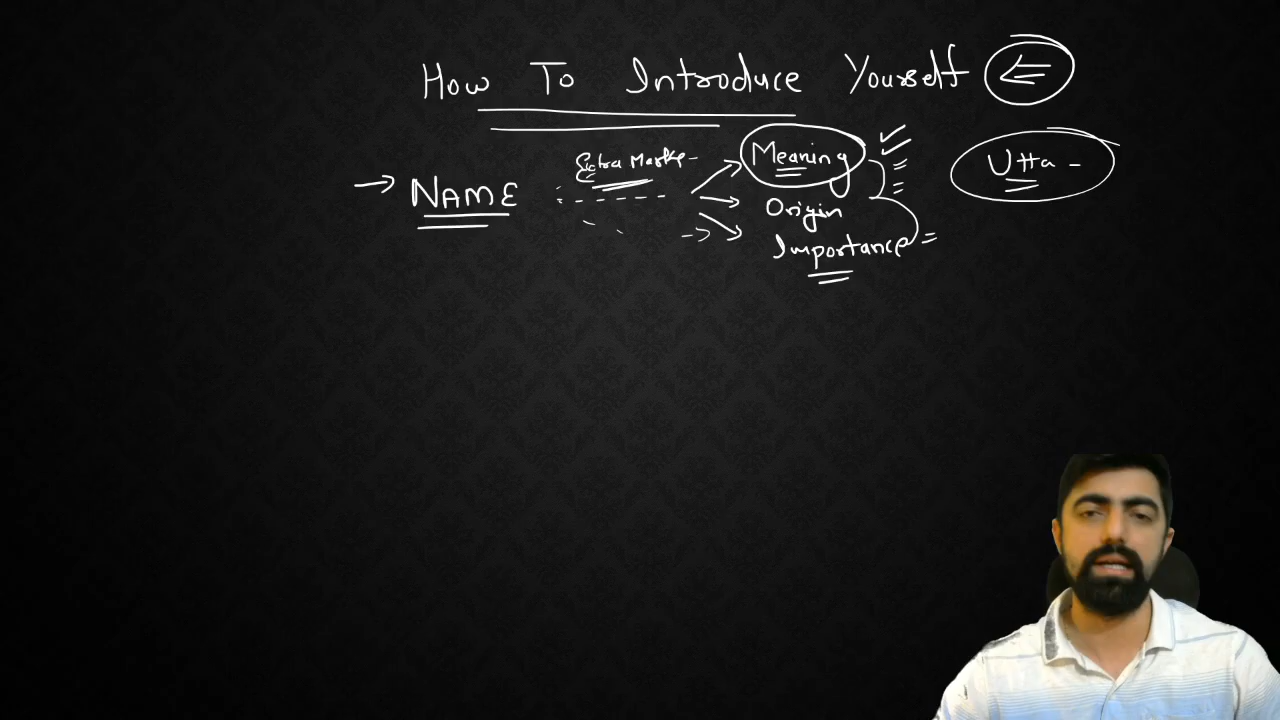 How To Introduce Yourself
Extra Marks
Meaning
Utta -
NAME
Origin
Importance